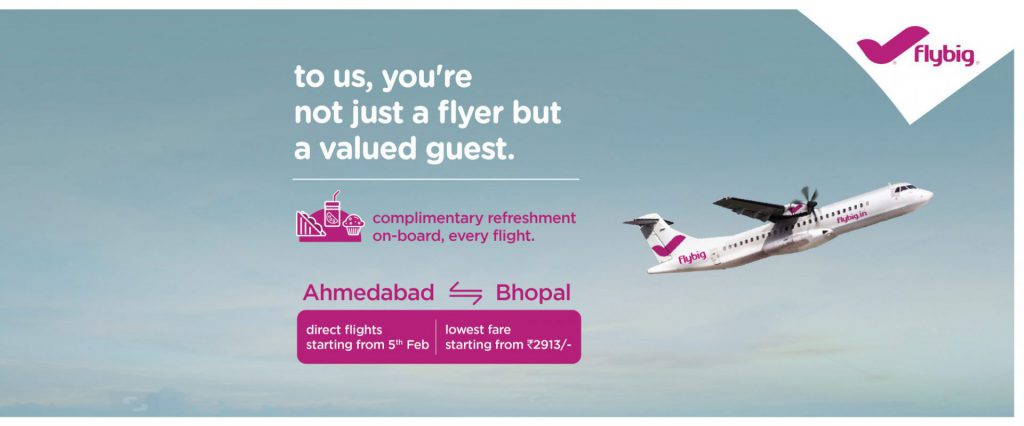 flybig
to us, you're
not just a flyer but
a valued guest.
complimentary refreshment
on-board, every flight.
Ahmedabad ⇋ Bhopal
direct flights
starting from 5th Feb
lowest fare
starting from ₹2913/-
flybig.in
flybig